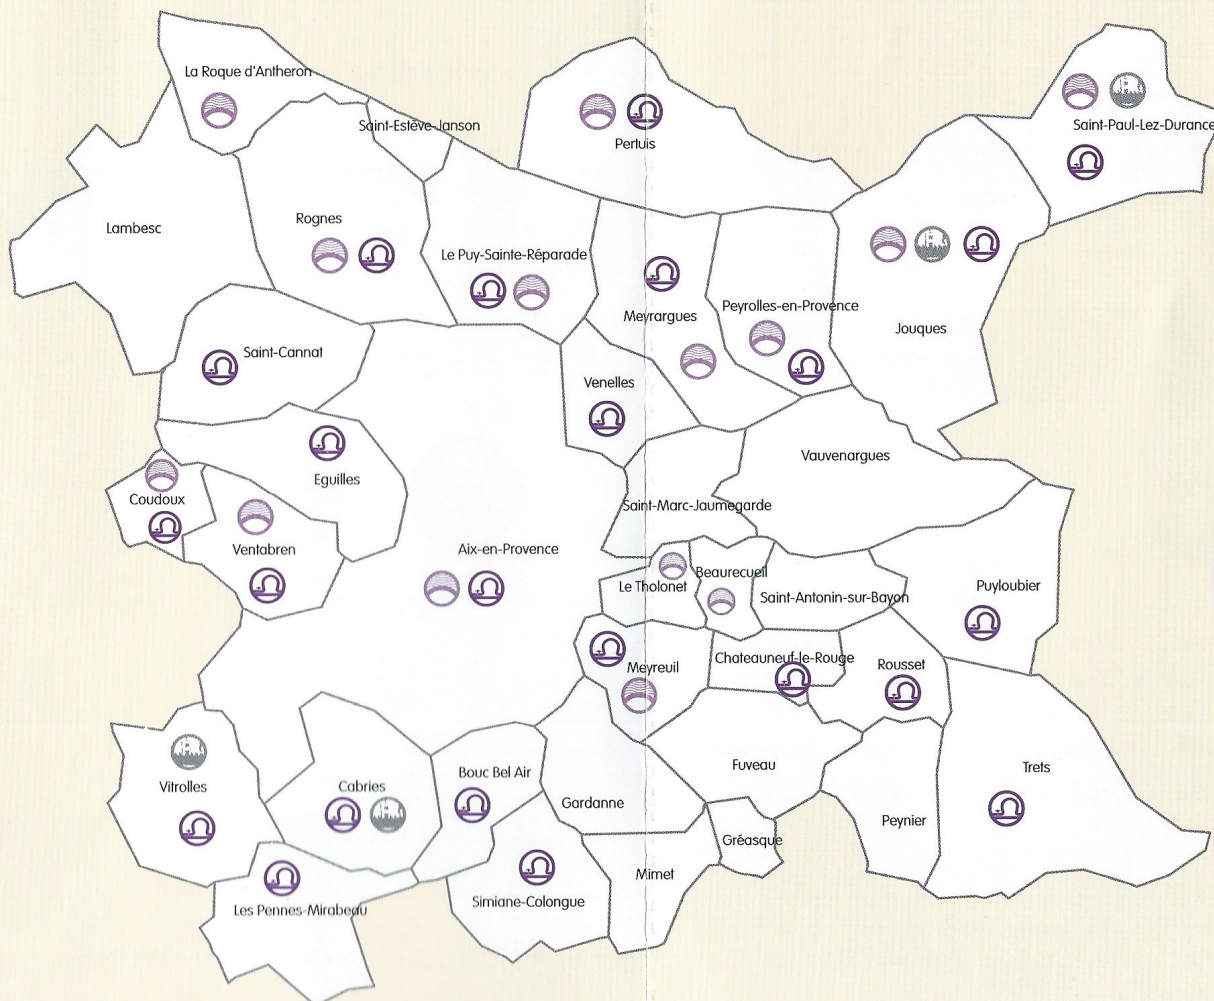 La Roque d'Antheron
Saint-Estève-Janson
Pertuis
Saint-Paul-Lez-Durance
Lambesc
Rognes
Le Puy-Sainte-Réparade
Meyrargues
Peyrolles-en-Provence
Jouques
Saint-Cannat
Venelles
Vauvenargues
Eguilles
Coudoux
Saint-Marc-Jaumegarde
Ventabren
Aix-en-Provence
Le Tholonet
Beaurecueil
Saint-Antonin-sur-Bayon
Puyloubier
Meyreuil
Chateauneuf-le-Rouge
Rousset
Vitrolles
Cabries
Bouc Bel Air
Gardanne
Fuveau
Trets
Peynier
Gréasque
Mimet
Les Pennes-Mirabeau
Simiane-Colongue